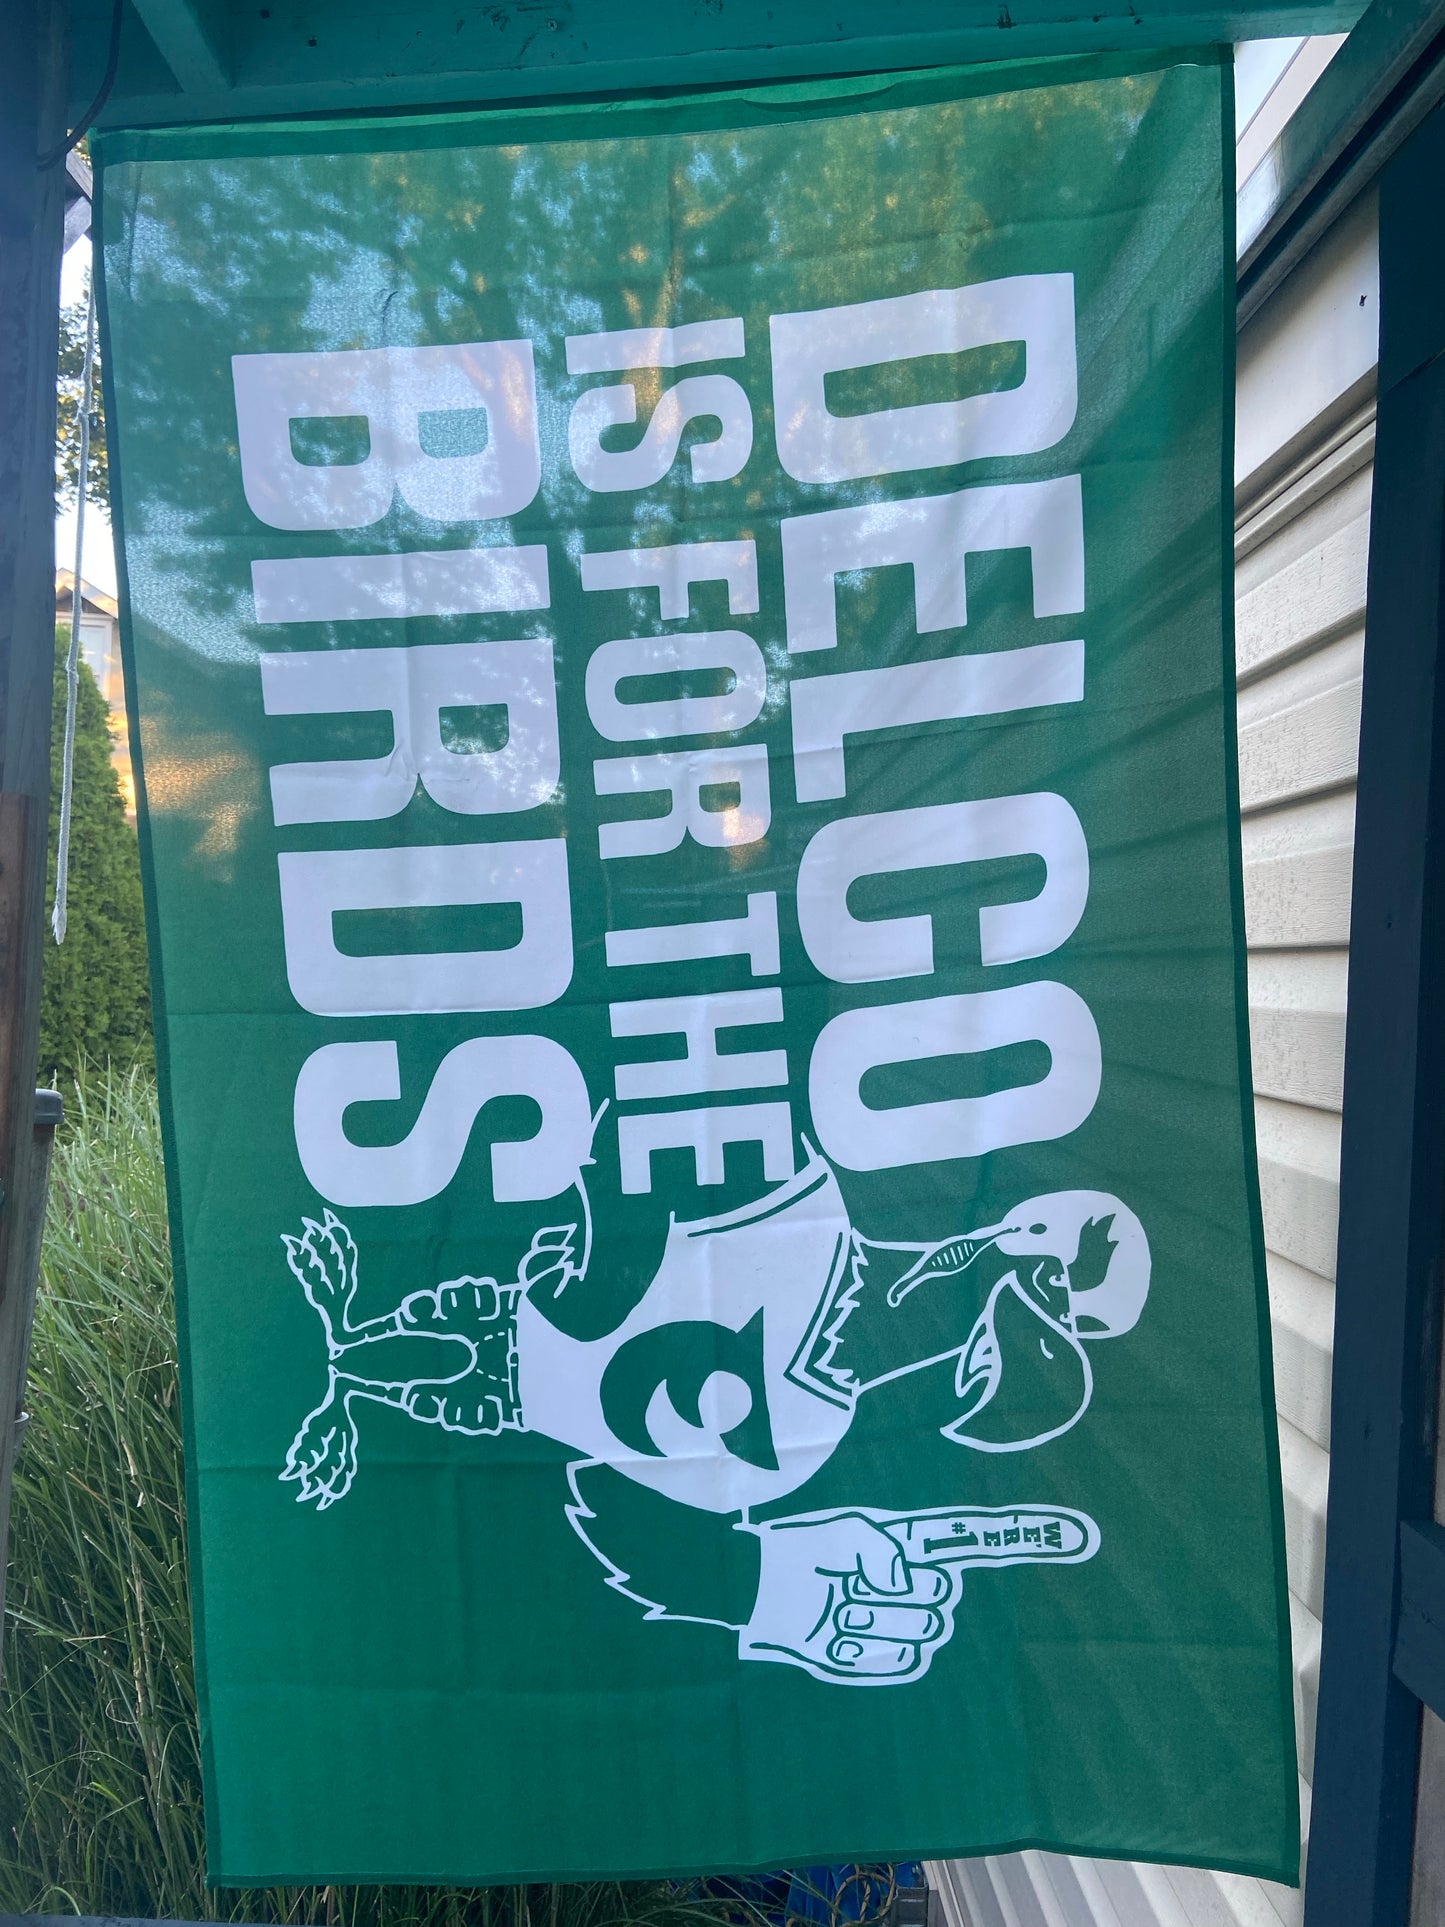 DELCO
IS FOR THE
BIRDS
WE'RE
#1